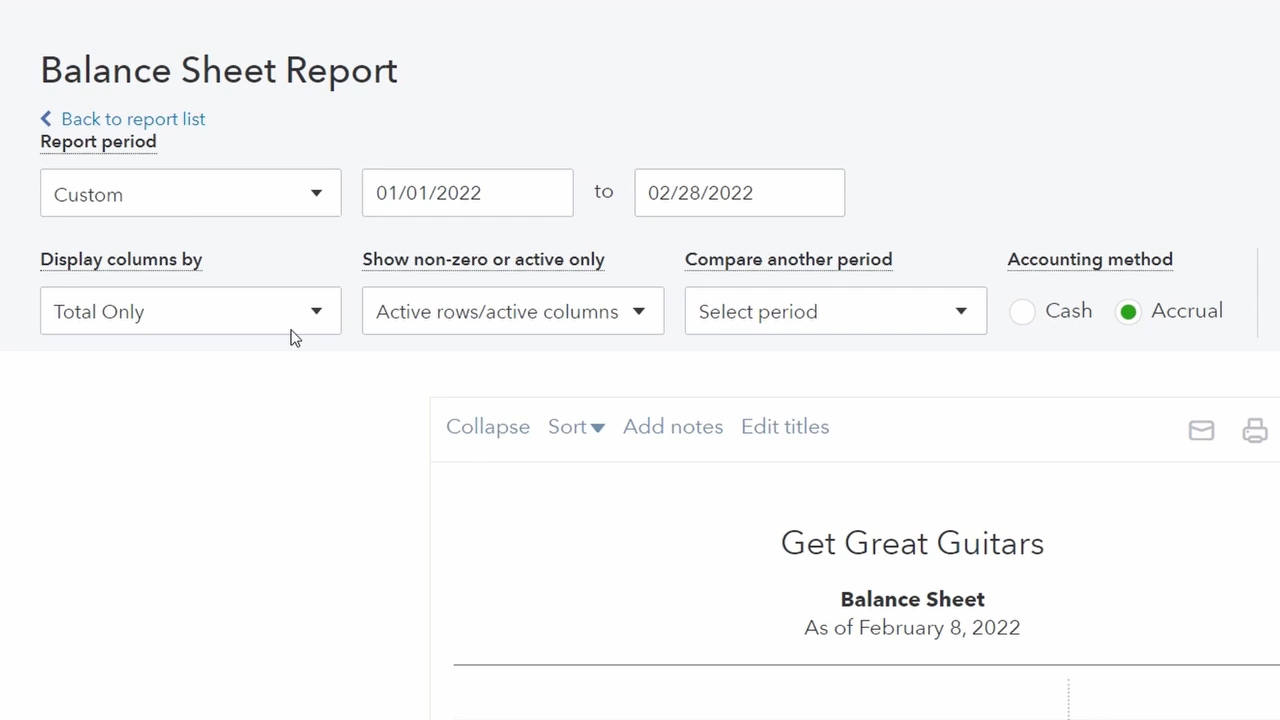 Balance Sheet Report
Back to report list
Report period
Custom 01/01/2022 to 02/28/2022
Display columns by Show non-zero or active only Compare another period Accounting method
Total Only Active rows/active columns Select period Cash Accrual
Collapse Sort Add notes Edit titles
Get Great Guitars
Balance Sheet
As of February 8, 2022